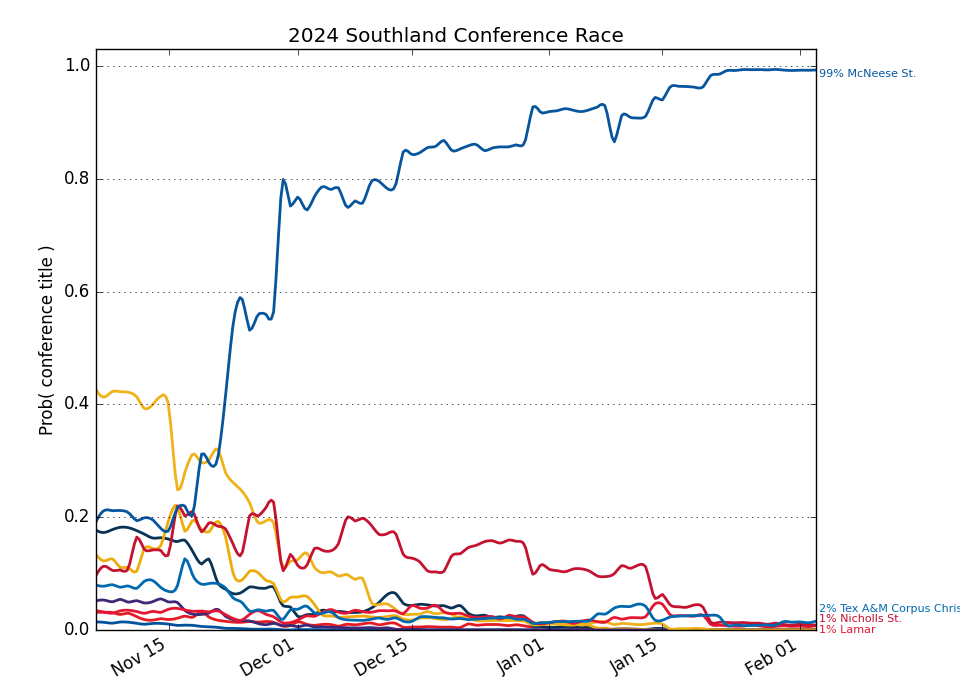 2024 Southland Conference Race
1.0
0.8
0.6
0.4
0.2
0.0
Prob( conference title )
99% McNeese St.
2% Tex A&M Corpus Chris
1% Nicholls St.
1% Lamar
Nov 15
Dec 01
Dec 15
Jan 01
Jan 15
Feb 01